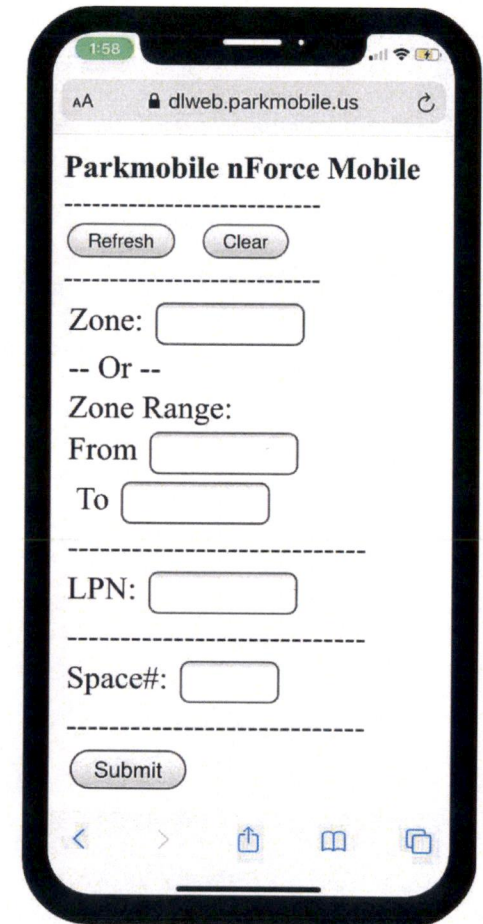 1:58
AA dlweb.parkmobile.us
Parkmobile nForce Mobile
----------------------------
Refresh Clear
----------------------------
Zone:
-- Or --
Zone Range:
From
To
---------------------------------
LPN:
---------------------------------
Space#:
---------------------------------
Submit